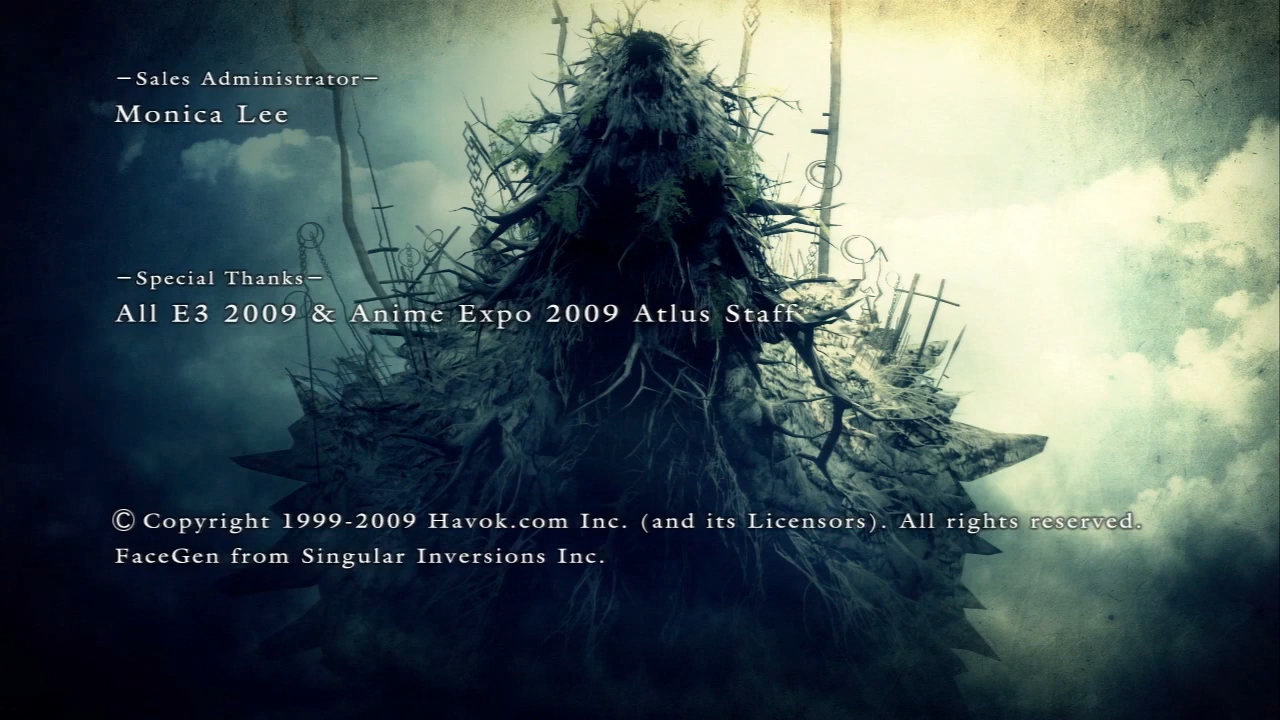 —Sales Administrator—
Monica Lee
—Special Thanks—
All E3 2009 & Anime Expo 2009 Atlus Staff
© Copyright 1999-2009 Havok.com Inc. (and its Licensors). All rights reserved.
FaceGen from Singular Inversions Inc.